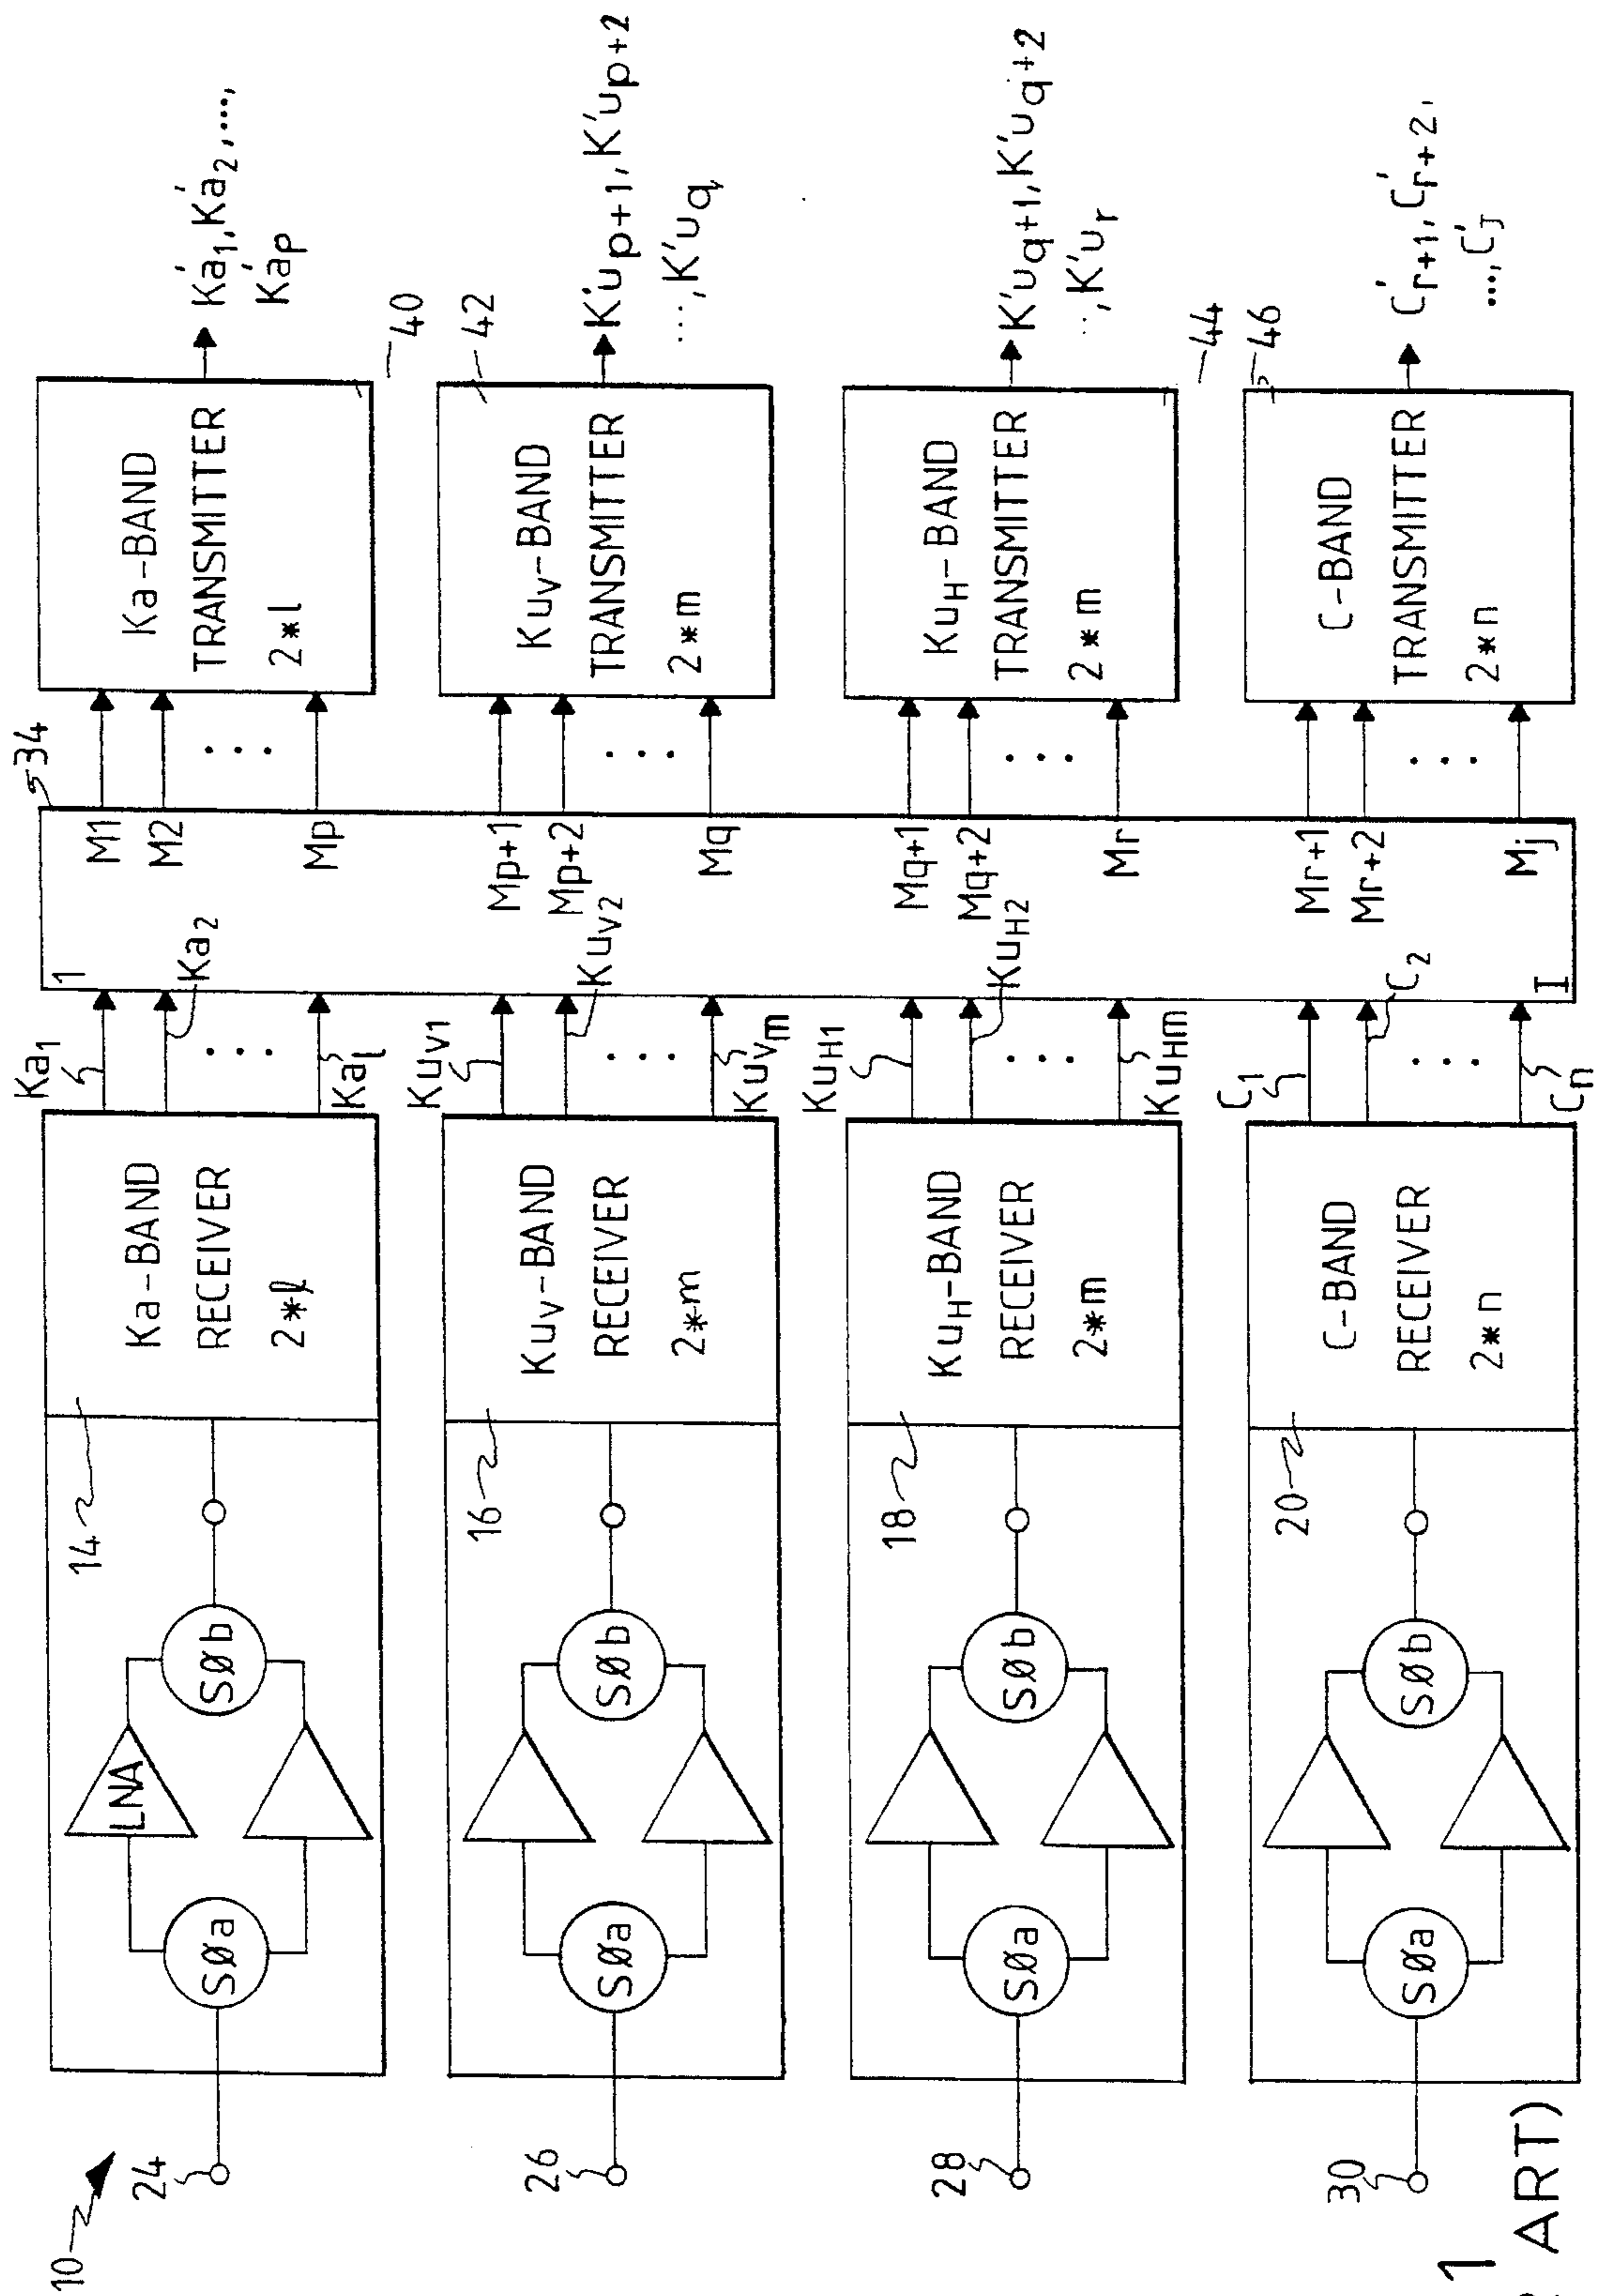 10
24
SØa
LNA
SØb
14
Ka-BAND
RECEIVER
2*l
Ka1
Ka2
Ka'l
26
SØa
SØb
16
KuV-BAND
RECEIVER
2*m
KuV1
KuV2
KuVm
28
SØa
SØb
18
KuH-BAND
RECEIVER
2*m
KuH1
KuH2
KuHm
30
SØa
SØb
20
C-BAND
RECEIVER
2*n
C1
C2
Cn
34
1
I
M1
M2
...
Mp
Mp+1
Mp+2
...
Mq
Mq+1
Mq+2
...
Mr
Mr+1
Mr+2
...
Mj
Ka-BAND
TRANSMITTER
2*l
40
K'a1, K'a2, ...,
K'ap
KuV-BAND
TRANSMITTER
2*m
42
K'up+1, K'up+2
..., K'uq
KuH-BAND
TRANSMITTER
2*m
44
K'uq+1, K'uq+2
..., K'ur
C-BAND
TRANSMITTER
2*n
46
C'r+1, C'r+2,
..., C'J
1
ART)